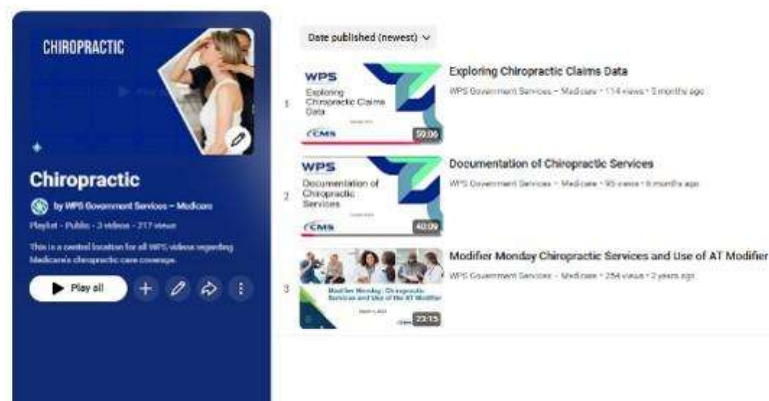 CHIROPRACTIC
Play all
Chiropractic
by WPS Government Services – Medicare
Playlist • Public • 3 videos • 217 views
This is a central location for all WPS videos regarding
Medicare's chiropractic care coverage.
Play all
Date published (newest)
1
WPS
Exploring
Chiropractic Claims
Data
CMS
59:06
Exploring Chiropractic Claims Data
WPS Government Services – Medicare • 114 views • 5 months ago
2
WPS
Documentation of
Chiropractic
Services
CMS
40:09
Documentation of Chiropractic Services
WPS Government Services – Medicare • 95 views • 6 months ago
3
Modifier Monday: Chiropractic
Services and Use of the AT Modifier
23:15
Modifier Monday Chiropractic Services and Use of AT Modifier
WPS Government Services – Medicare • 254 views • 2 years ago